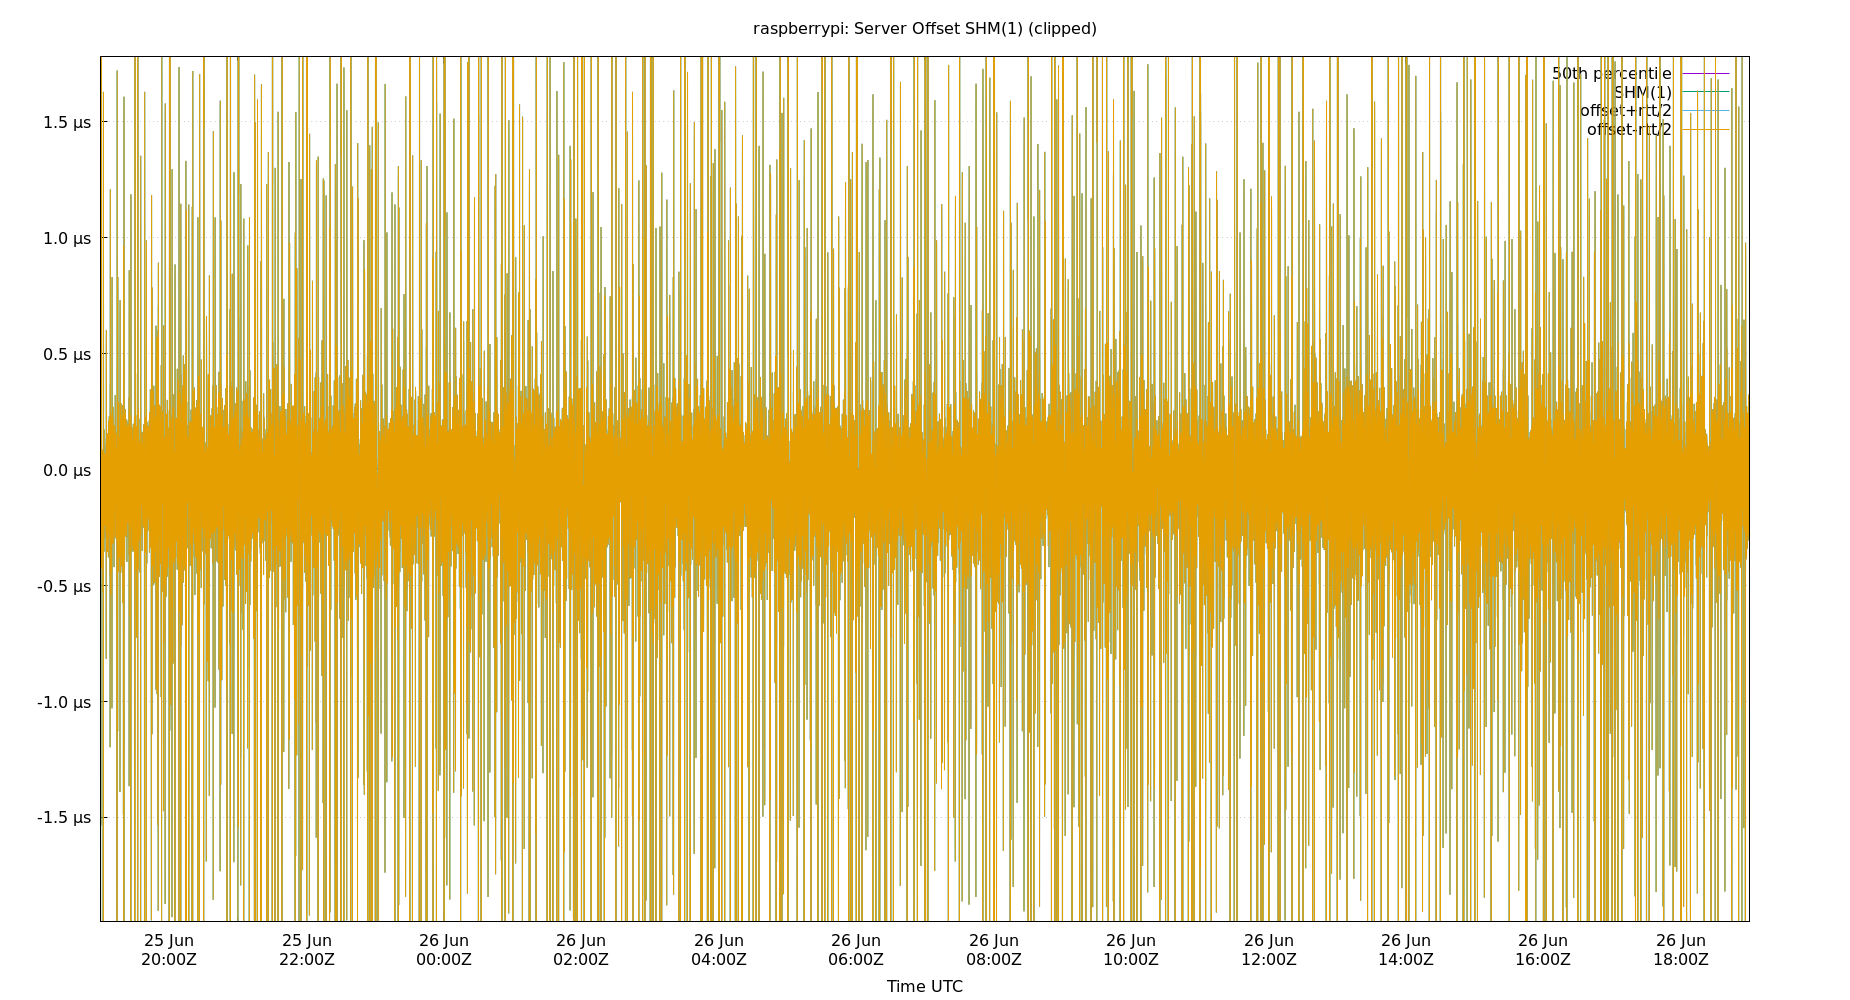 raspberrypi: Server Offset SHM(1) (clipped)
50th percentile
SHM(1)
offset+rtt/2
offset-rtt/2
1.5 µs
1.0 µs
0.5 µs
0.0 µs
-0.5 µs
-1.0 µs
-1.5 µs
25 Jun 25 Jun 26 Jun 26 Jun 26 Jun 26 Jun 26 Jun 26 Jun 26 Jun 26 Jun 26 Jun 26 Jun
20:00Z 22:00Z 00:00Z 02:00Z 04:00Z 06:00Z 08:00Z 10:00Z 12:00Z 14:00Z 16:00Z 18:00Z
Time UTC